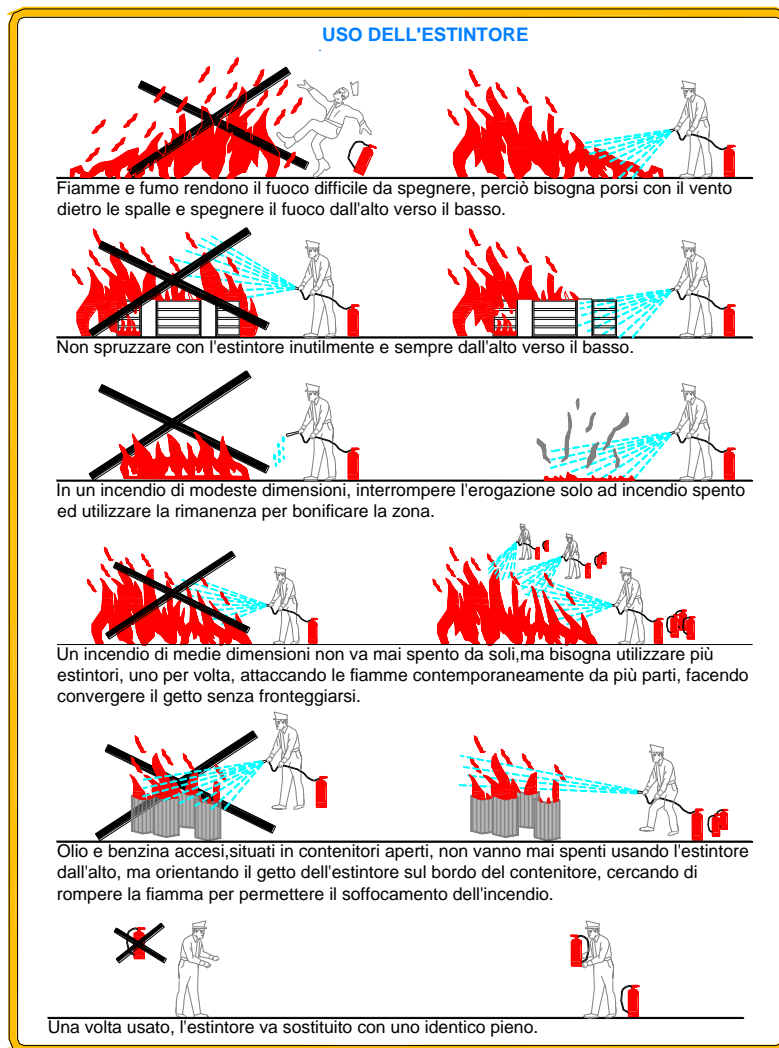 USO DELL'ESTINTORE
Fiamme e fumo rendono il fuoco difficile da spegnere, perciò bisogna porsi con il vento
dietro le spalle e spegnere il fuoco dall'alto verso il basso.
Non spruzzare con l'estintore inutilmente e sempre dall'alto verso il basso.
In un incendio di modeste dimensioni, interrompere l'erogazione solo ad incendio spento
ed utilizzare la rimanenza per bonificare la zona.
Un incendio di medie dimensioni non va mai spento da soli,ma bisogna utilizzare più
estintori, uno per volta, attaccando le fiamme contemporaneamente da più parti, facendo
convergere il getto senza fronteggiarsi.
Olio e benzina accesi,situati in contenitori aperti, non vanno mai spenti usando l'estintore
dall'alto, ma orientando il getto dell'estintore sul bordo del contenitore, cercando di
rompere la fiamma per permettere il soffocamento dell'incendio.
Una volta usato, l'estintore va sostituito con uno identico pieno.